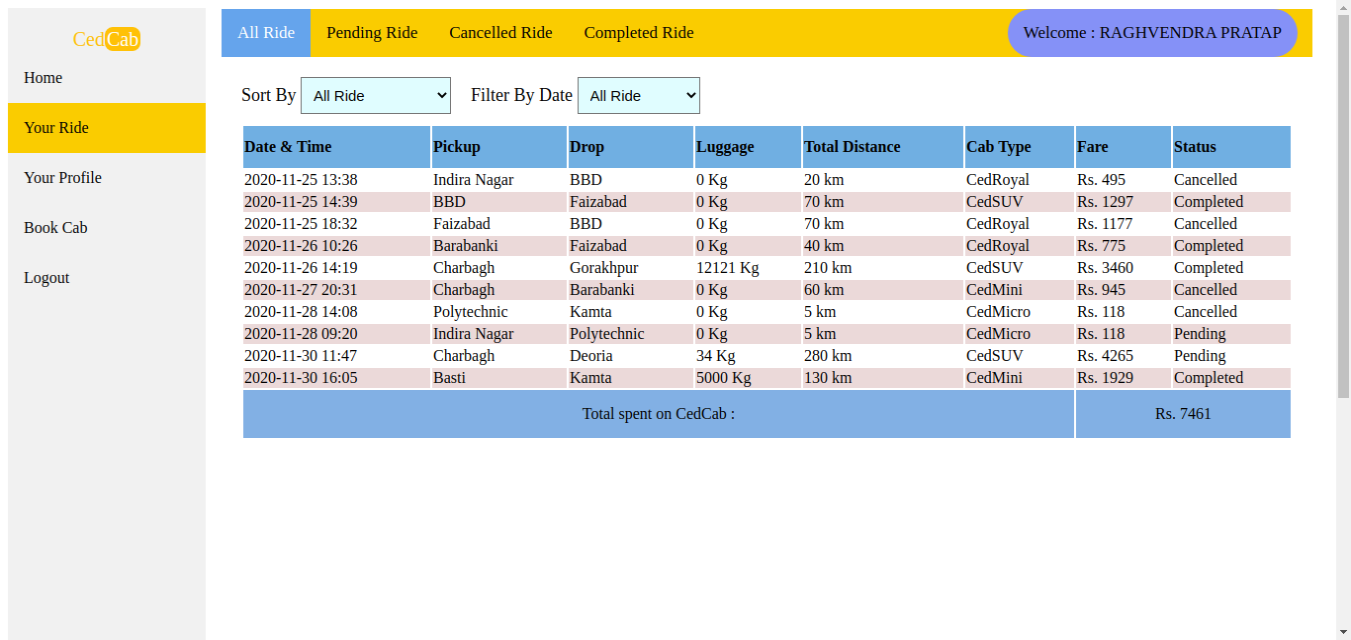 CedCab
Home
Your Ride
Your Profile
Book Cab
Logout
All Ride Pending Ride Cancelled Ride Completed Ride Welcome : RAGHVENDRA PRATAP
Sort By All Ride Filter By Date All Ride
Date & Time Pickup Drop Luggage Total Distance Cab Type Fare Status
2020-11-25 13:38 Indira Nagar BBD 0 Kg 20 km CedRoyal Rs. 495 Cancelled
2020-11-25 14:39 BBD Faizabad 0 Kg 70 km CedSUV Rs. 1297 Completed
2020-11-25 18:32 Faizabad BBD 0 Kg 70 km CedRoyal Rs. 1177 Cancelled
2020-11-26 10:26 Barabanki Faizabad 0 Kg 40 km CedRoyal Rs. 775 Completed
2020-11-26 14:19 Charbagh Gorakhpur 12121 Kg 210 km CedSUV Rs. 3460 Completed
2020-11-27 20:31 Charbagh Barabanki 0 Kg 60 km CedMini Rs. 945 Cancelled
2020-11-28 14:08 Polytechnic Kamta 0 Kg 5 km CedMicro Rs. 118 Cancelled
2020-11-28 09:20 Indira Nagar Polytechnic 0 Kg 5 km CedMicro Rs. 118 Pending
2020-11-30 11:47 Charbagh Deoria 34 Kg 280 km CedSUV Rs. 4265 Pending
2020-11-30 16:05 Basti Kamta 5000 Kg 130 km CedMini Rs. 1929 Completed
Total spent on CedCab : Rs. 7461